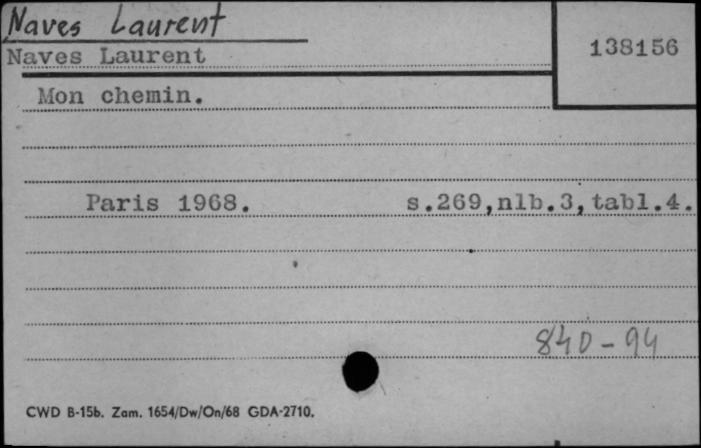 Naves Laurent
Naves Laurent
138156
Mon chemin.
Paris 1968. s.269,nlb.3,tabl.4.
840-94
CWD B-15b. Zam. 1654/Dw/On/68 GDA-2710.